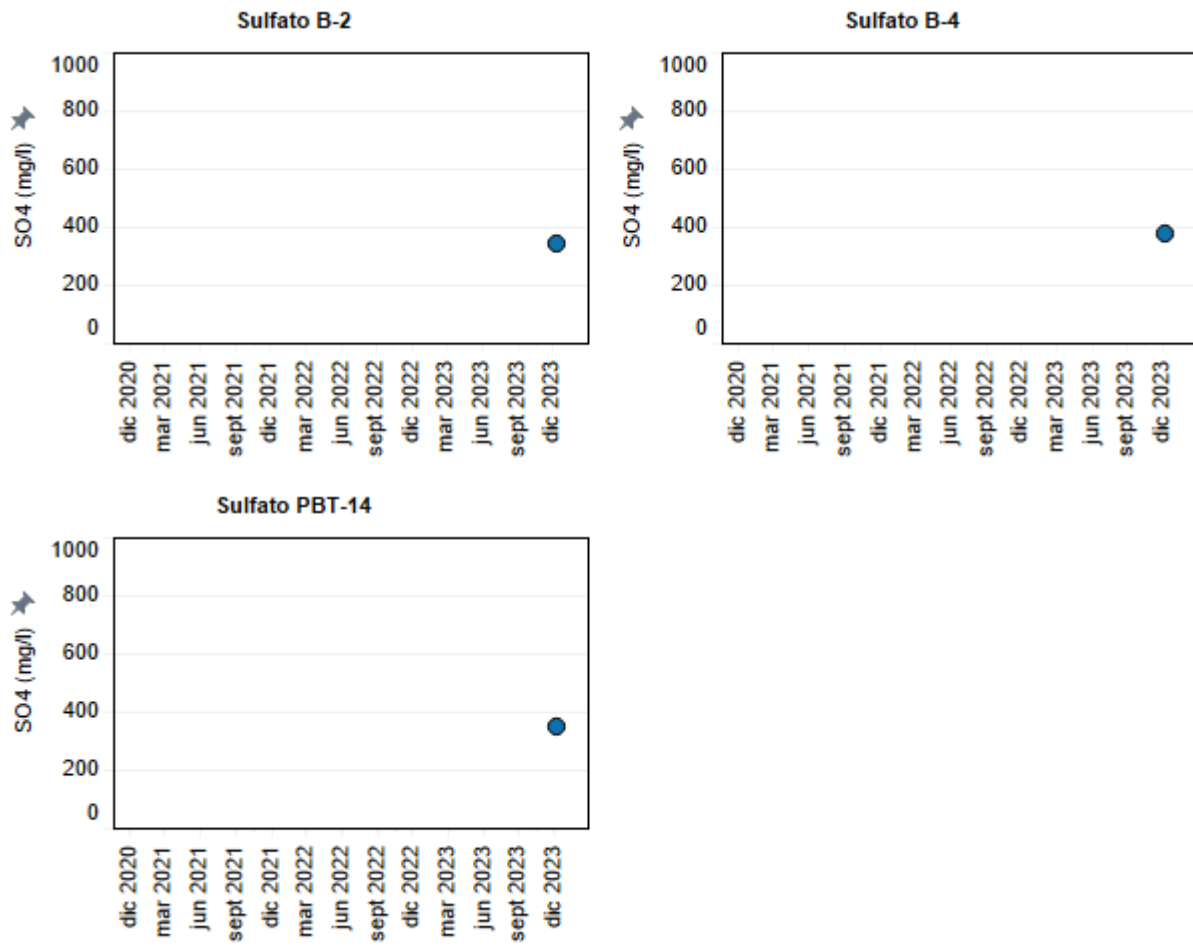 Sulfato B-2
SO4 (mg/l)
1000
800
600
400
200
0
dic 2020
mar 2021
jun 2021
sept 2021
dic 2021
mar 2022
jun 2022
sept 2022
dic 2022
mar 2023
jun 2023
sept 2023
dic 2023
Sulfato B-4
SO4 (mg/l)
1000
800
600
400
200
0
dic 2020
mar 2021
jun 2021
sept 2021
dic 2021
mar 2022
jun 2022
sept 2022
dic 2022
mar 2023
jun 2023
sept 2023
dic 2023
Sulfato PBT-14
SO4 (mg/l)
1000
800
600
400
200
0
dic 2020
mar 2021
jun 2021
sept 2021
dic 2021
mar 2022
jun 2022
sept 2022
dic 2022
mar 2023
jun 2023
sept 2023
dic 2023